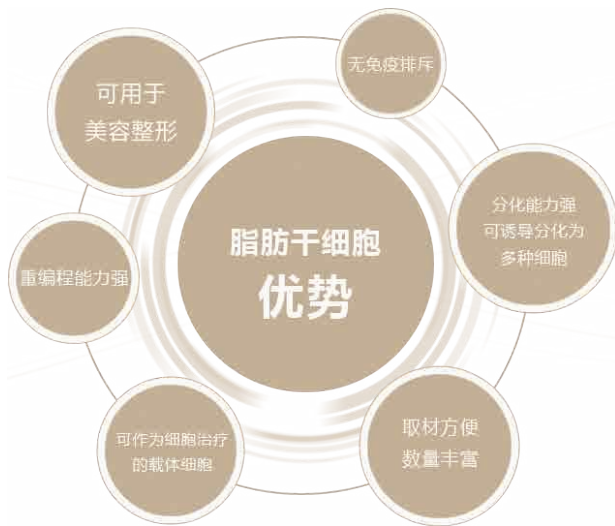 脂肪干细胞
优势
可用于
美容整形
无免疫排斥
分化能力强
可诱导分化为
多种细胞
取材方便
数量丰富
可作为细胞治疗
的载体细胞
重编程能力强